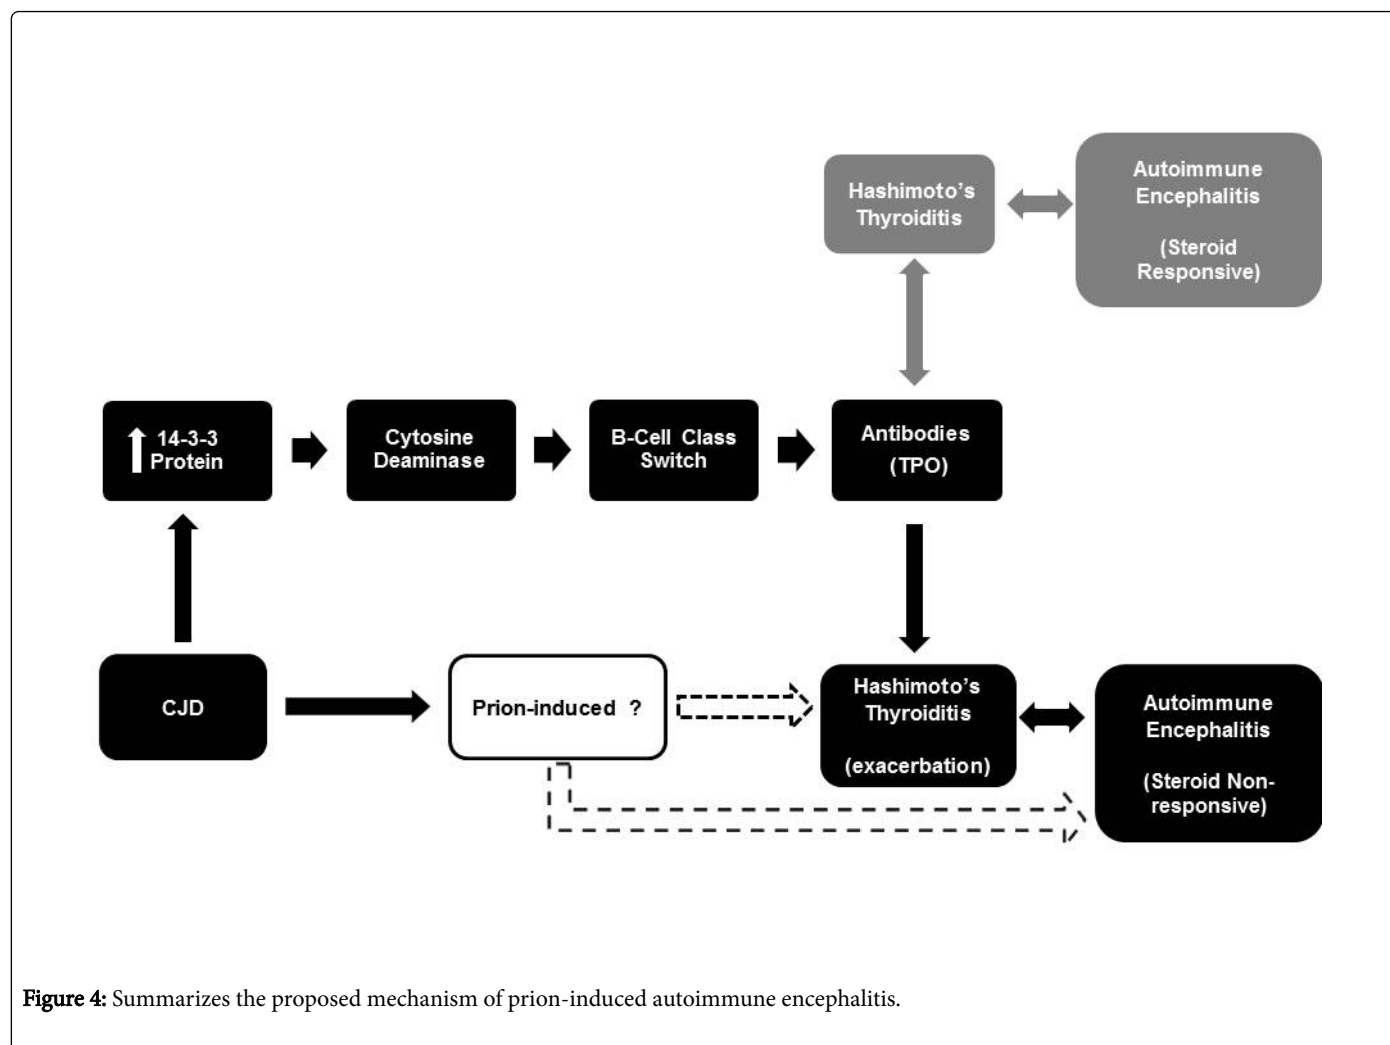 Hashimoto's
Thyroiditis
Autoimmune
Encephalitis
(Steroid
Responsive)
14-3-3
Protein
Cytosine
Deaminase
B-Cell Class
Switch
Antibodies
(TPO)
CJD
Prion-induced ?
Hashimoto's
Thyroiditis
(exacerbation)
Autoimmune
Encephalitis
(Steroid Non-
responsive)
Figure 4: Summarizes the proposed mechanism of prion-induced autoimmune encephalitis.